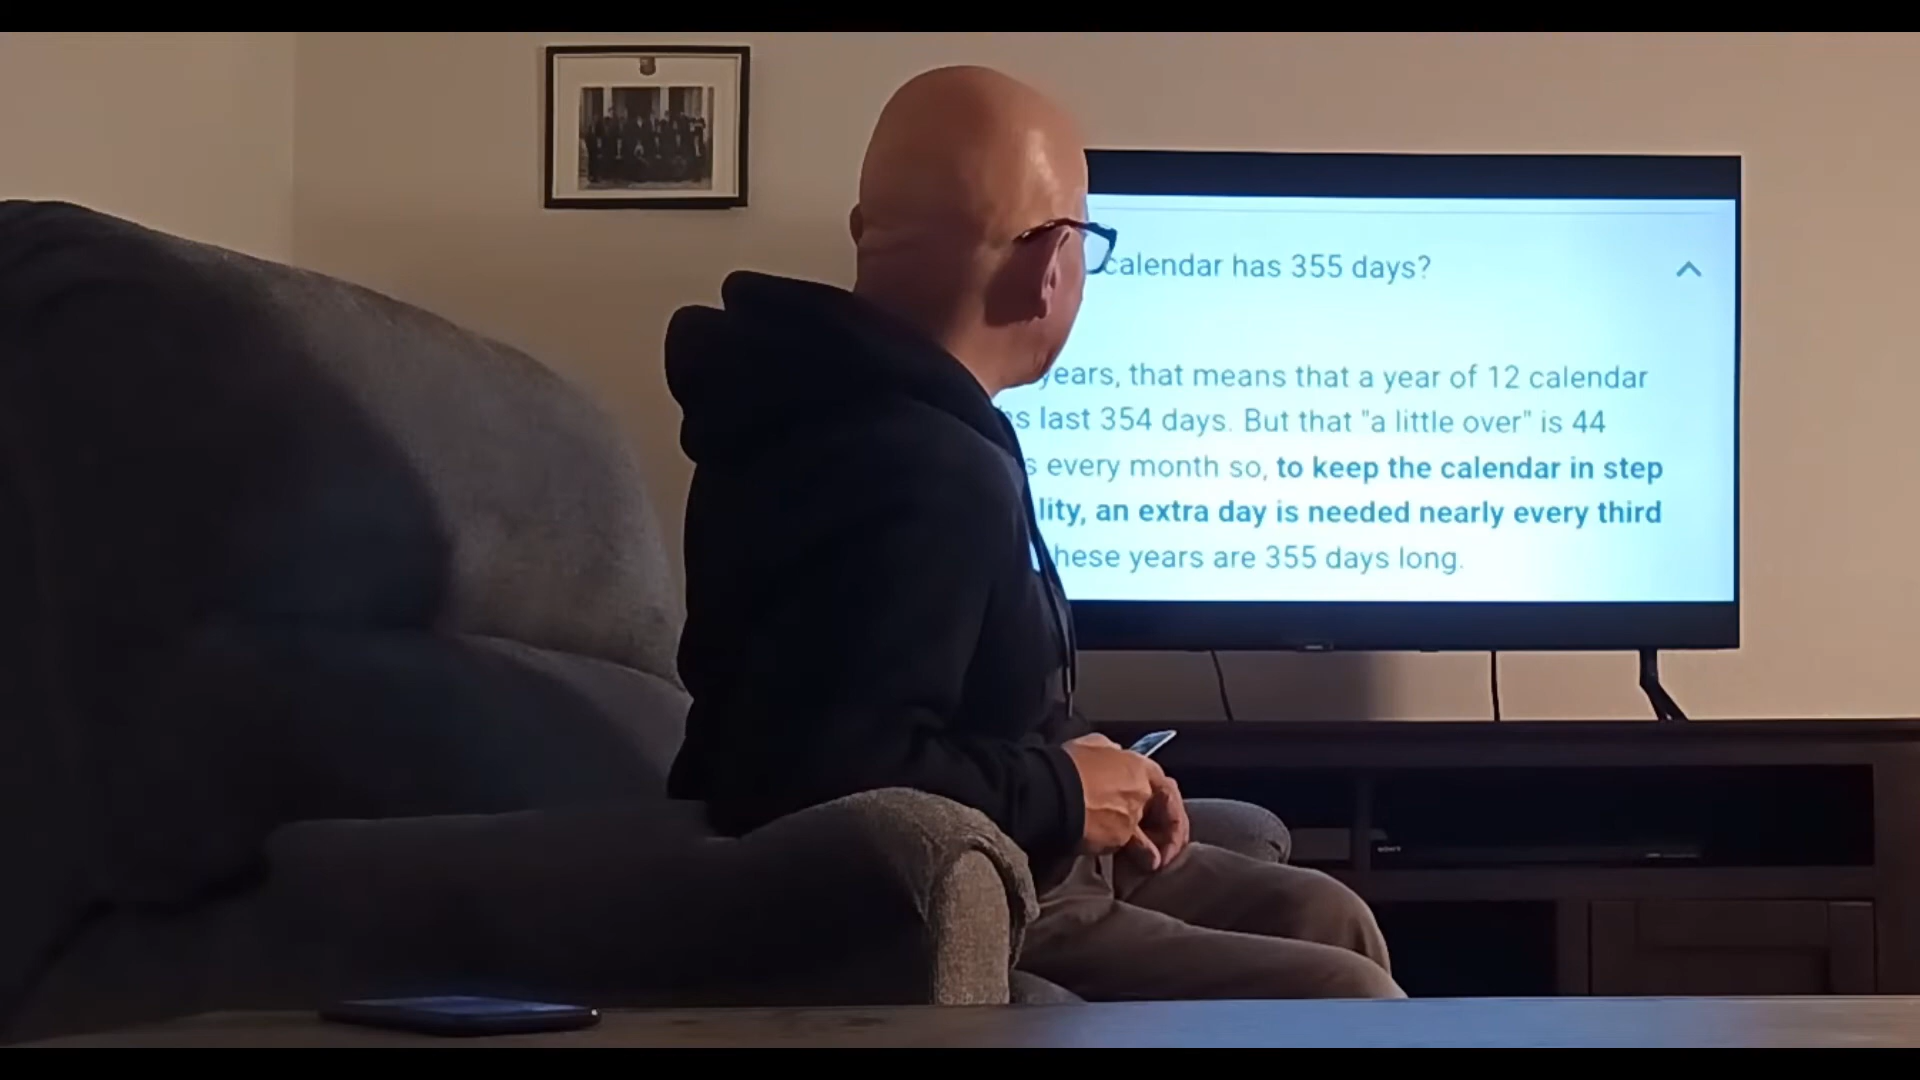 calendar has 355 days?
years, that means that a year of 12 calendar
last 354 days. But that "a little over" is 44
every month so, to keep the calendar in step
an extra day is needed nearly every third
these years are 355 days long.
SONY